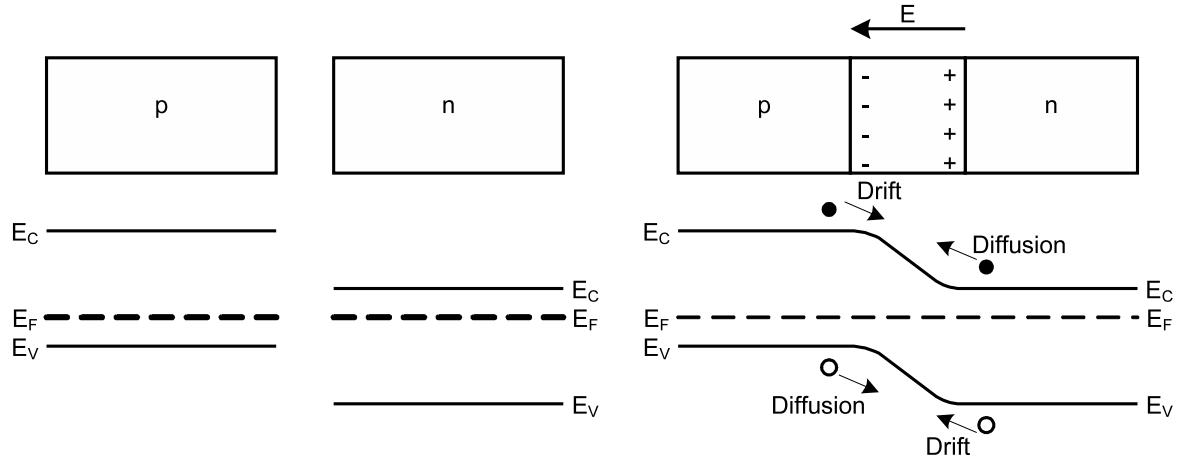 E
p
n
p
- +
- +
- +
- +
n
Drift
E_C
E_C
Diffusion
E_C
E_C
E_F
E_F
E_F
E_F
E_V
E_V
Diffusion
E_V
E_V
Drift